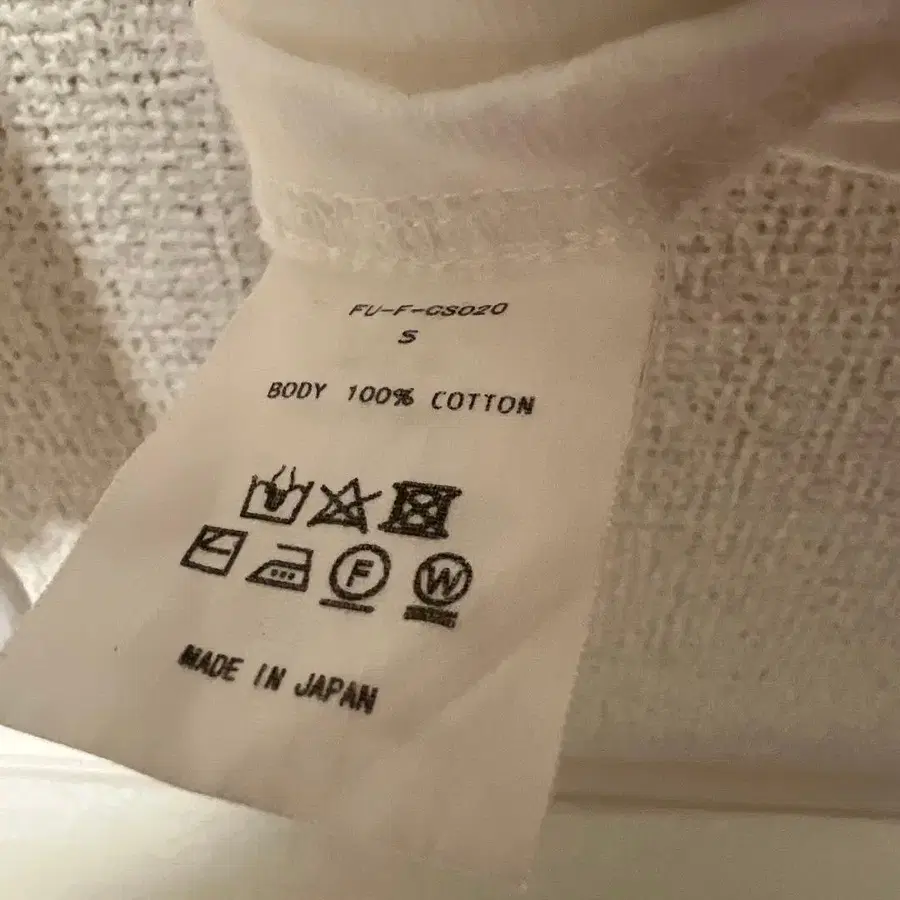 FU-F-CS020
S
BODY 100% COTTON
F W
MADE IN JAPAN